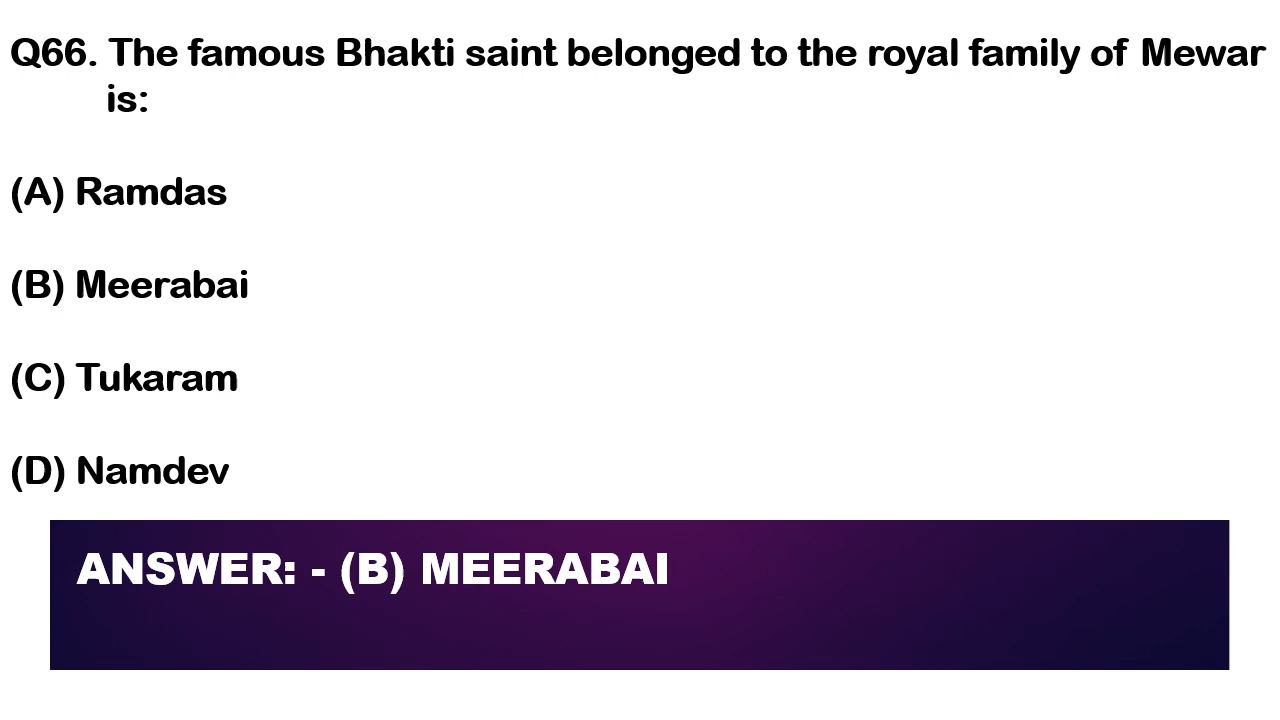 Q66. The famous Bhakti saint belonged to the royal family of Mewar
is:
(A) Ramdas
(B) Meerabai
(C) Tukaram
(D) Namdev
ANSWER: - (B) MEERABAI